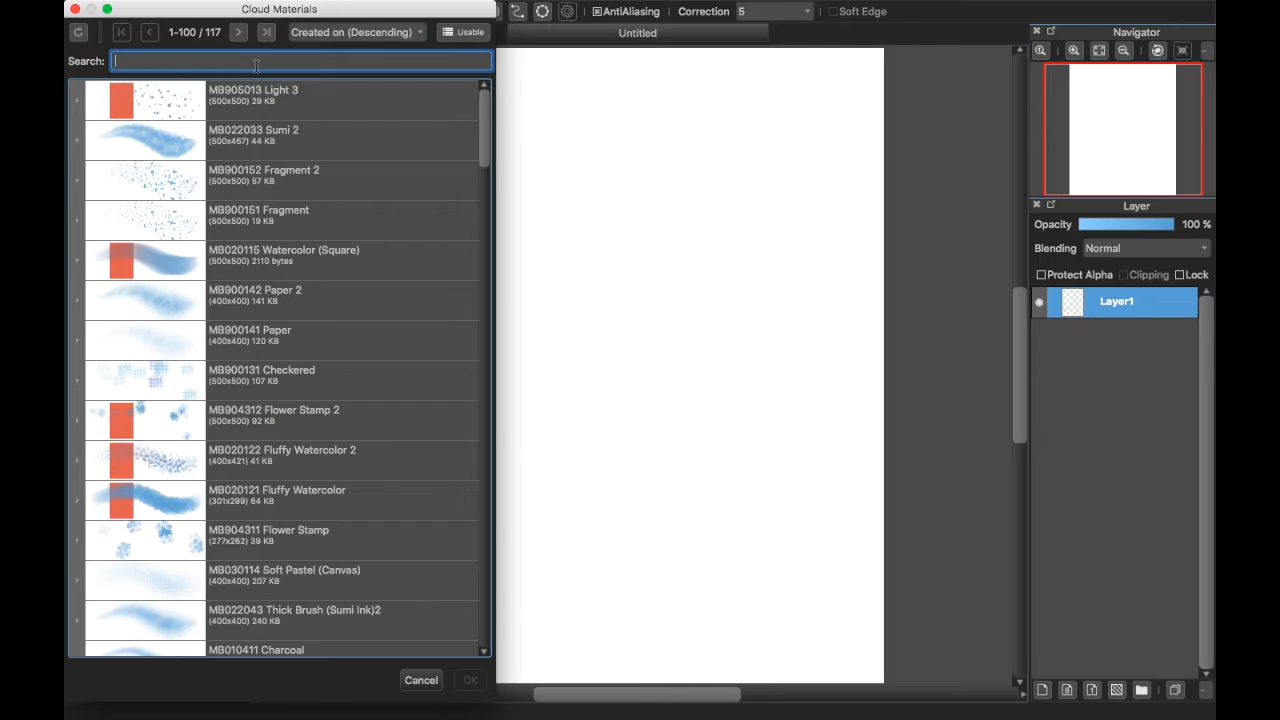 Cloud Materials
AntiAliasing Correction 5 Soft Edge
1-100 / 117 Created on (Descending) Usable
Untitled
Navigator
Search:
MB905013 Light 3
(500x500) 29 KB
MB022033 Sumi 2
(500x467) 44 KB
MB900152 Fragment 2
(500x500) 57 KB
MB900151 Fragment
(500x500) 19 KB
MB020115 Watercolor (Square)
(500x500) 2110 bytes
MB900142 Paper 2
(400x400) 141 KB
MB900141 Paper
(400x400) 120 KB
MB900131 Checkered
(500x500) 107 KB
MB904312 Flower Stamp 2
(500x500) 92 KB
MB020122 Fluffy Watercolor 2
(400x421) 41 KB
MB020121 Fluffy Watercolor
(301x299) 64 KB
MB904311 Flower Stamp
(277x262) 39 KB
MB030114 Soft Pastel (Canvas)
(400x400) 207 KB
MB022043 Thick Brush (Sumi Ink)2
(400x400) 240 KB
MB010411 Charcoal
Cancel OK
Layer
Opacity 100 %
Blending Normal
Protect Alpha Clipping Lock
Layer1